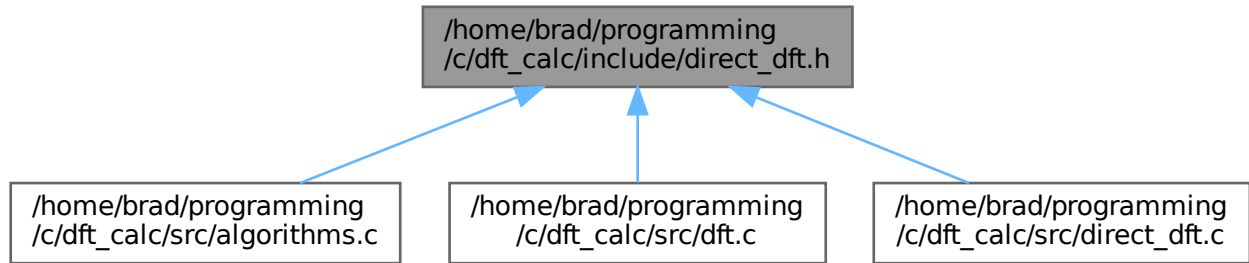 /home/brad/programming
/c/dft_calc/include/direct_dft.h
/home/brad/programming
/c/dft_calc/src/algorithms.c
/home/brad/programming
/c/dft_calc/src/dft.c
/home/brad/programming
/c/dft_calc/src/direct_dft.c